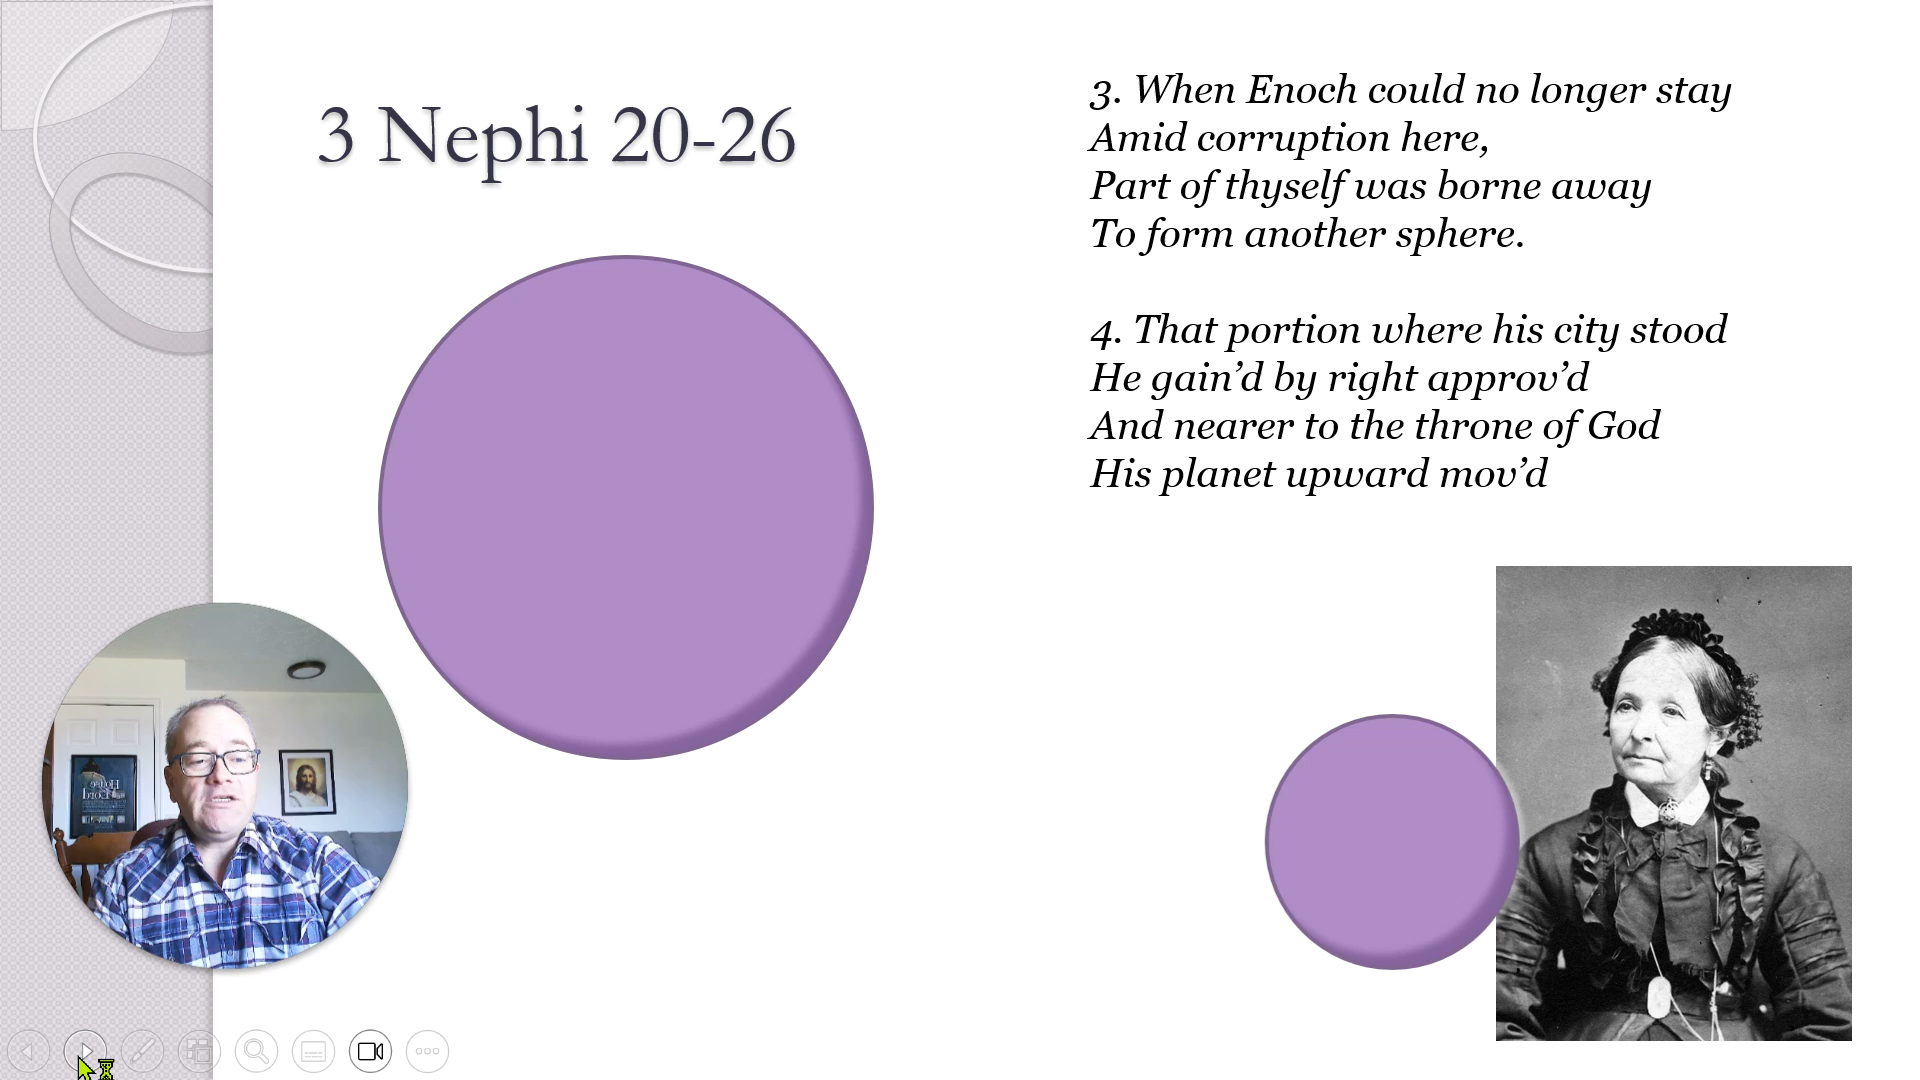 3 Nephi 20-26
3. When Enoch could no longer stay
Amid corruption here,
Part of thyself was borne away
To form another sphere.
4. That portion where his city stood
He gain’d by right approv’d
And nearer to the throne of God
His planet upward mov’d
House
Lord